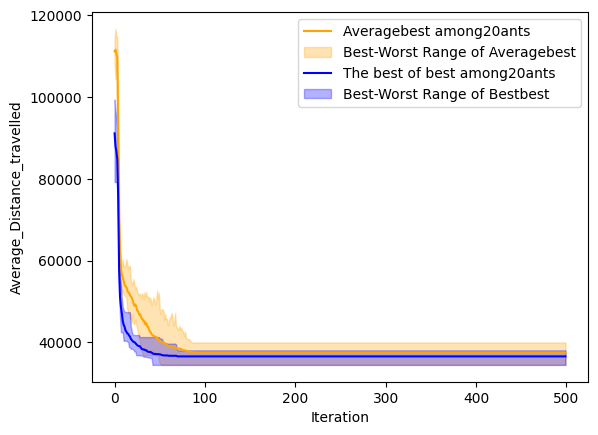 120000
100000
80000
60000
40000
Average_Distance_travelled
Averagebest among20ants
Best-Worst Range of Averagebest
The best of best among20ants
Best-Worst Range of Bestbest
0
100
200
300
400
500
Iteration